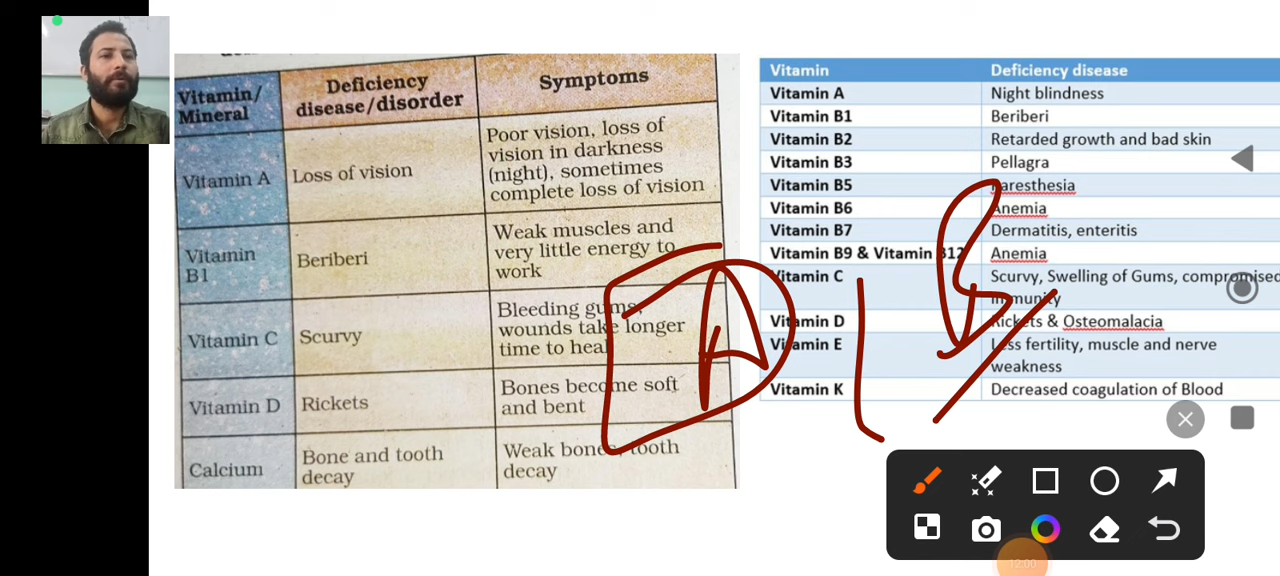 Vitamin/ Mineral
Deficiency disease/disorder
Symptoms
Vitamin A
Loss of vision
Poor vision, loss of
vision in darkness
(night), sometimes
complete loss of vision
Vitamin B1
Beriberi
Weak muscles and
very little energy to
work
Vitamin C
Scurvy
Bleeding gums,
wounds take longer
time to heal
Vitamin D
Rickets
Bones become soft
and bent
Calcium
Bone and tooth
decay
Weak bones, tooth
decay
Vitamin Deficiency disease
Vitamin A Night blindness
Vitamin B1 Beriberi
Vitamin B2 Retarded growth and bad skin
Vitamin B3 Pellagra
Vitamin B5 Paresthesia
Vitamin B6 Anemia
Vitamin B7 Dermatitis, enteritis
Vitamin B9 & Vitamin B12 Anemia
Vitamin C Scurvy, Swelling of Gums, compromised
immunity
Vitamin D Rickets & Osteomalacia
Vitamin E Less fertility, muscle and nerve
weakness
Vitamin K Decreased coagulation of Blood
A
12:00